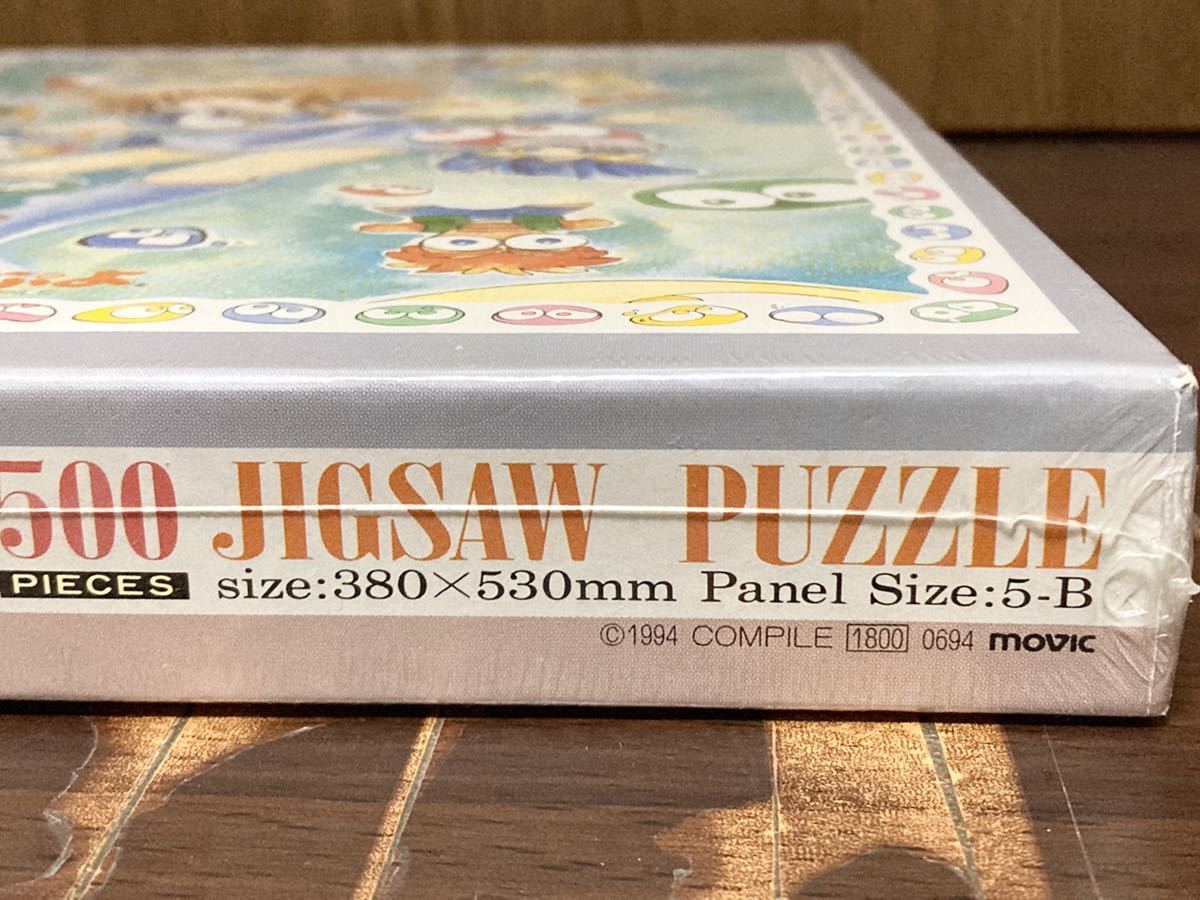 500 JIGSAW PUZZLE
PIECES size:380×530mm Panel Size:5-B
©1994 COMPILE 1800 0694 movic